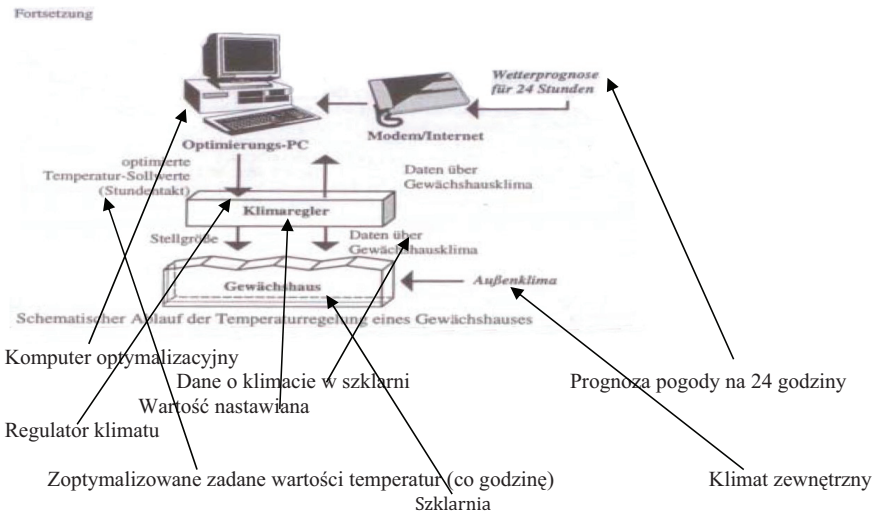 Fortsetzung
Wetterprognose
für 24 Stunden
Modem/Internet
Optimierungs-PC
optimierte
Temperatur-Sollwerte
(Stundentakt)
Daten über
Gewächshausklima
Klimaregler
Stellgröße
Daten über
Gewächshausklima
Gewächshaus
Außenklima
Schematischer Ablauf der Temperaturregelung eines Gewächshauses
Komputer optymalizacyjny
Dane o klimacie w szklarni
Prognoza pogody na 24 godziny
Wartość nastawiana
Regulator klimatu
Zoptymalizowane zadane wartości temperatur (co godzinę)
Klimat zewnętrzny
Szklarnia